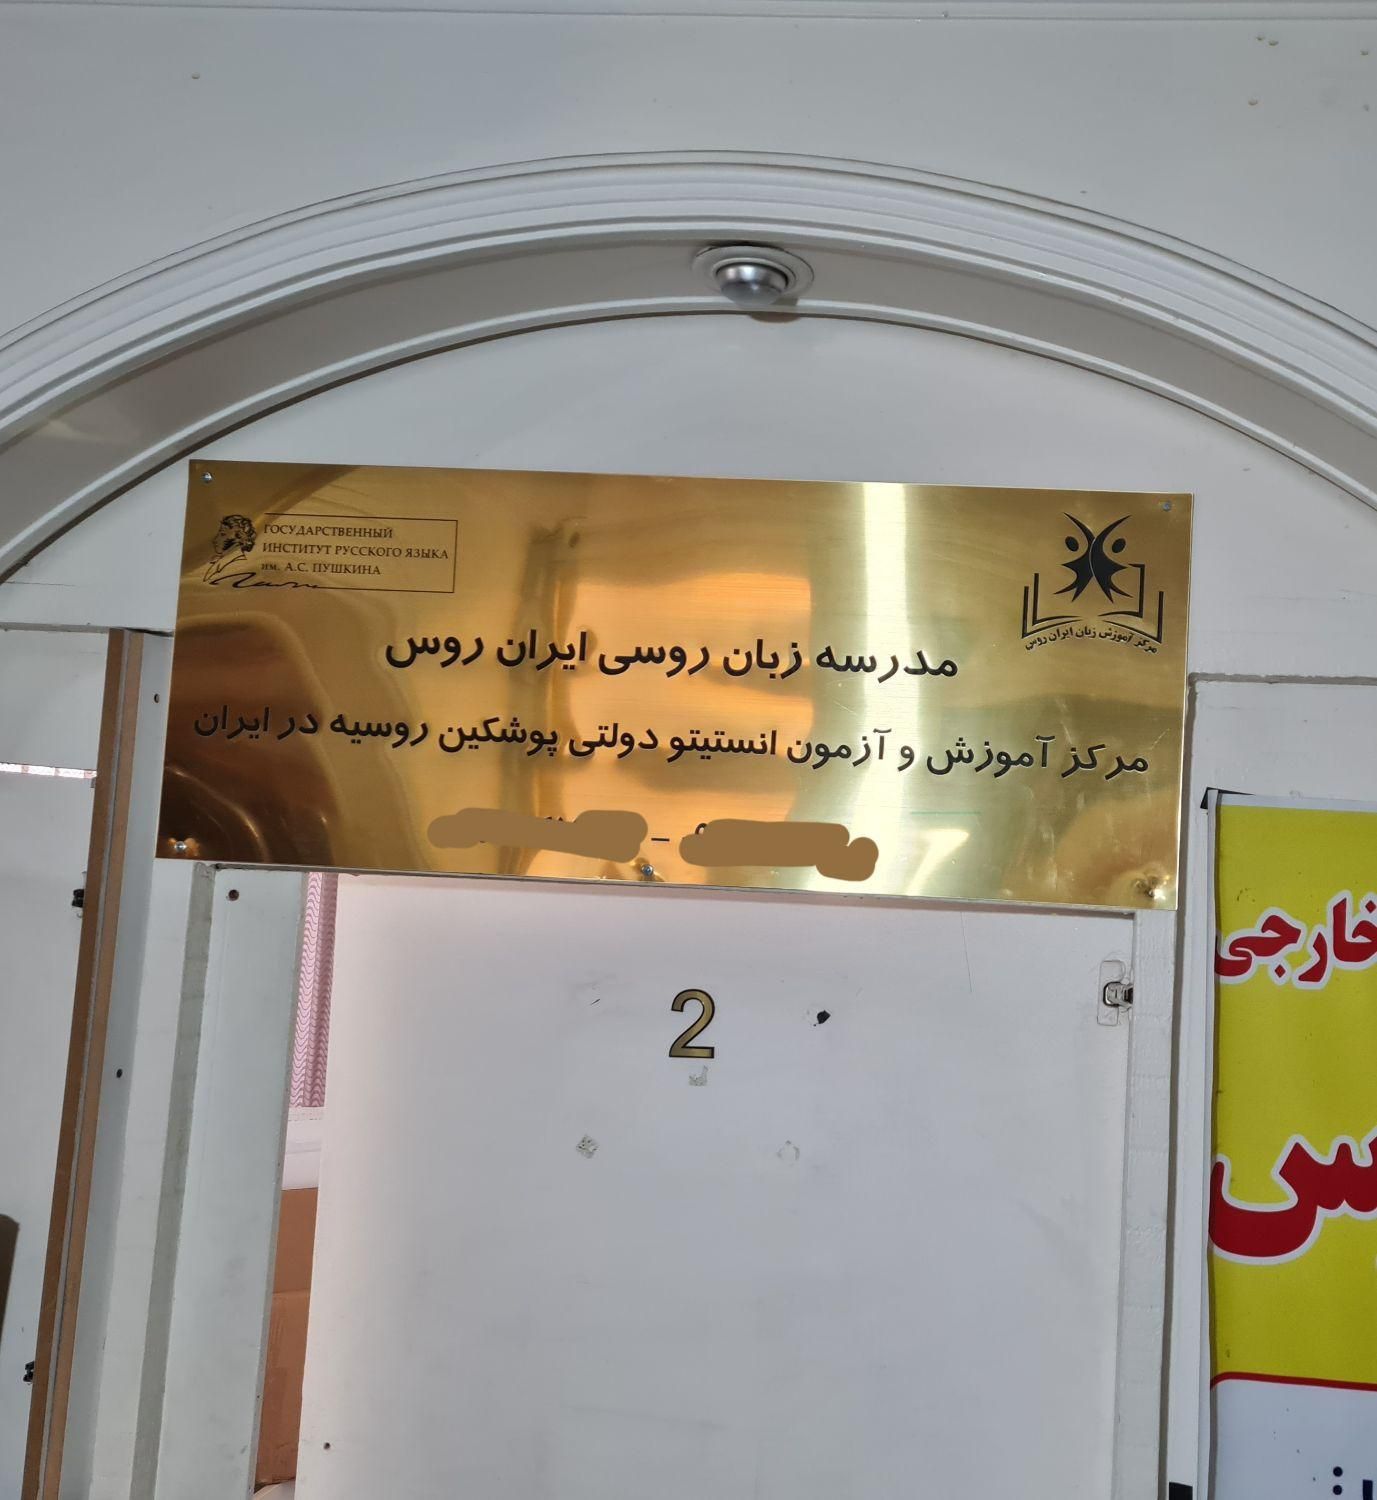 ГОСУДАРСТВЕННЫЙ
ИНСТИТУТ РУССКОГО ЯЗЫКА
им. А.С. ПУШКИНА
مرکز آموزش زبان ایران روس
مدرسه زبان روسی ایران روس
مرکز آموزش و آزمون انستیتو دولتی پوشکین روسیه در ایران
–
2
خارجی